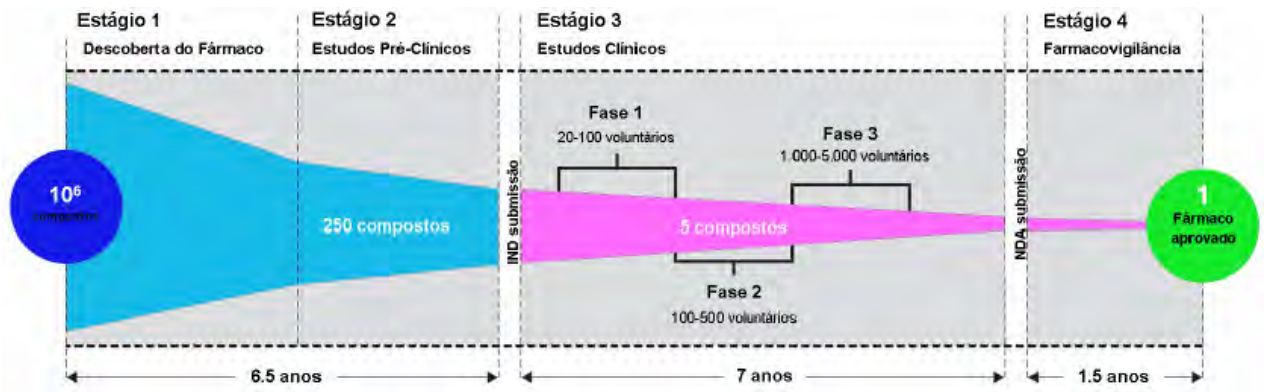 Estágio 1
Descoberta do Fármaco
Estágio 2
Estudos Pré-Clínicos
Estágio 3
Estudos Clínicos
Estágio 4
Farmacovigilância
10⁶
compostos
250 compostos
IND submissão
Fase 1
20-100 voluntários
Fase 3
1.000-5.000 voluntários
5 compostos
Fase 2
100-500 voluntários
NDA submissão
1
Fármaco
aprovado
6.5 anos
7 anos
1.5 anos